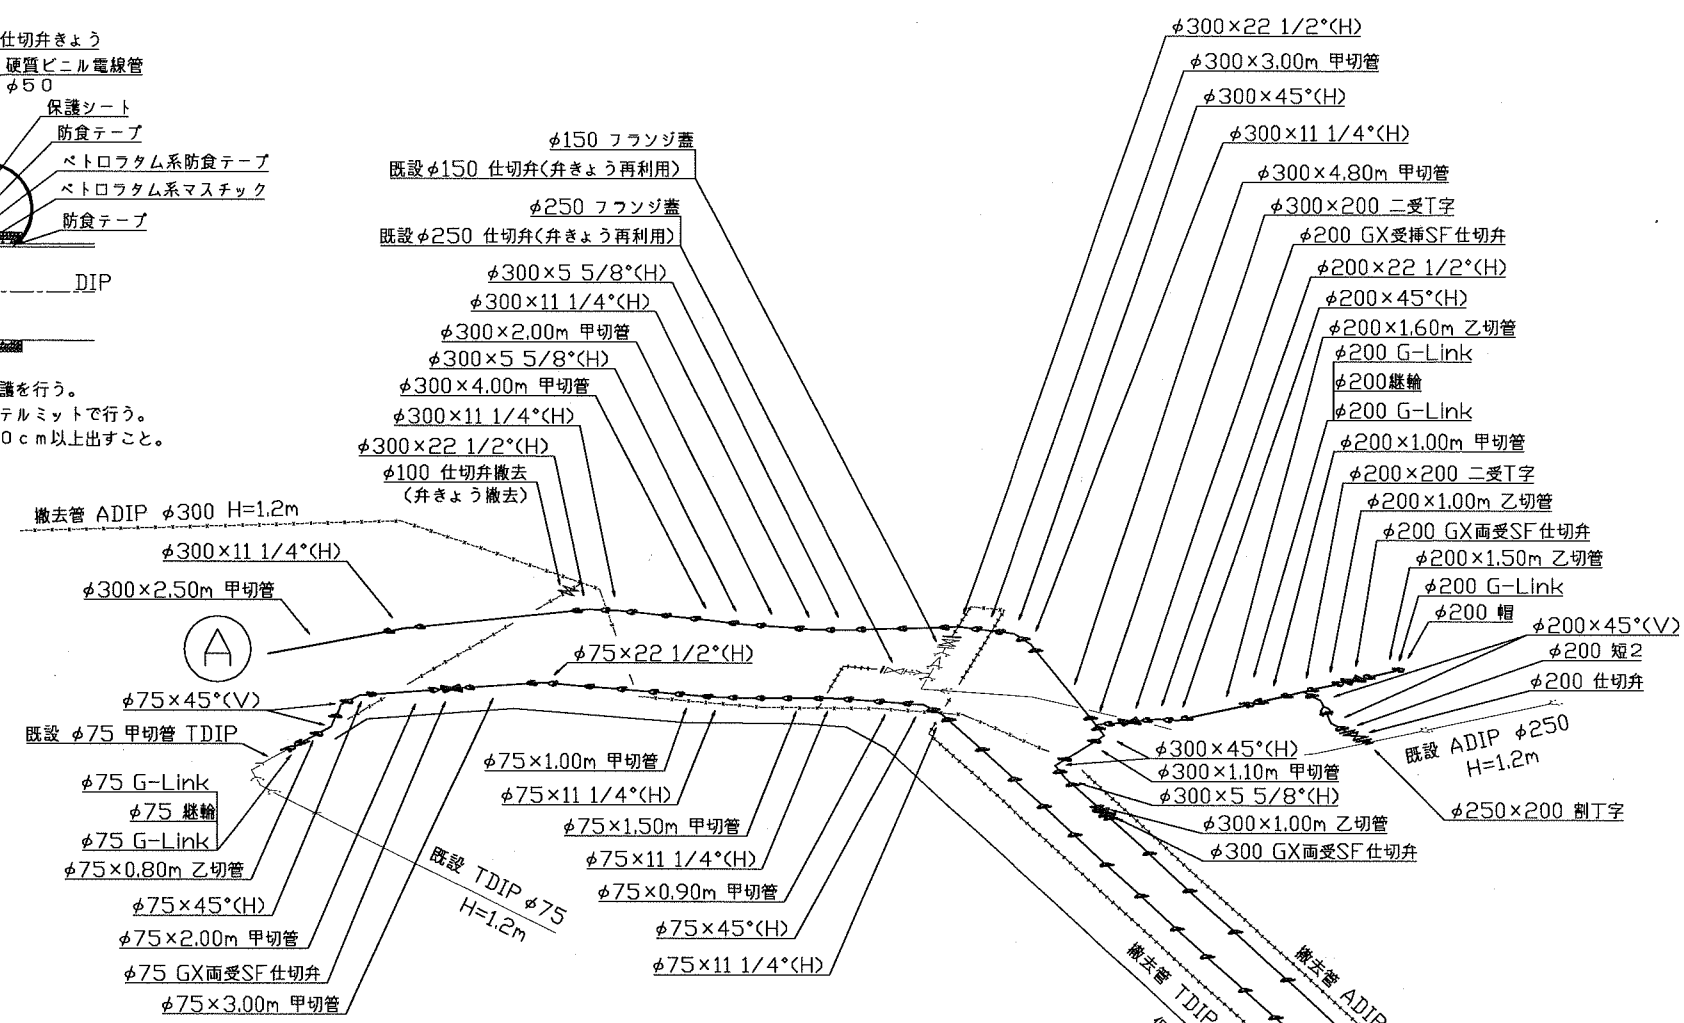 仕切弁きょう
硬質ビニル電線管
φ50
保護シート
防食テープ
ペトロラタム系防食テープ
ペトロラタム系マスチック
防食テープ
DIP
護を行う。
テルミットで行う。
0cm以上出すこと。
φ150 フランジ蓋
既設φ150 仕切弁(弁きょう再利用)
φ250 フランジ蓋
既設φ250 仕切弁(弁きょう再利用)
φ300×5 5/8°(H)
φ300×11 1/4°(H)
φ300×2.00m 甲切管
φ300×5 5/8°(H)
φ300×4.00m 甲切管
φ300×11 1/4°(H)
φ300×22 1/2°(H)
φ100 仕切弁撤去
(弁きょう撤去)
撤去管 ADIP φ300 H=1.2m
φ300×11 1/4°(H)
φ300×2.50m 甲切管
A
φ300×22 1/2°(H)
φ300×3.00m 甲切管
φ300×45°(H)
φ300×11 1/4°(H)
φ300×4.80m 甲切管
φ300×200 二受T字
φ200 GX受挿SF仕切弁
φ200×22 1/2°(H)
φ200×45°(H)
φ200×1.60m 乙切管
φ200 G-Link
φ200継輪
φ200 G-Link
φ200×1.00m 甲切管
φ200×200 二受T字
φ200×1.00m 乙切管
φ200 GX両受SF仕切弁
φ200×1.50m 乙切管
φ200 G-Link
φ200 帽
φ200×45°(V)
φ200 短2
φ200 仕切弁
既設 ADIP φ250
H=1.2m
φ250×200 割丁字
φ75×22 1/2°(H)
φ75×45°(V)
既設 φ75 甲切管 TDIP
φ75 G-Link
φ75 継輪
φ75 G-Link
φ75×0.80m 乙切管
φ75×45°(H)
φ75×2.00m 甲切管
φ75 GX両受SF仕切弁
φ75×3.00m 甲切管
既設 TDIP φ75
H=1.2m
φ75×1.00m 甲切管
φ75×11 1/4°(H)
φ75×1.50m 甲切管
φ75×11 1/4°(H)
φ75×0.90m 甲切管
φ75×45°(H)
φ75×11 1/4°(H)
φ300×45°(H)
φ300×1.10m 甲切管
φ300×5 5/8°(H)
φ300×1.00m 乙切管
φ300 GX両受SF仕切弁
撤去管 TDIP
撤去管 ADIP